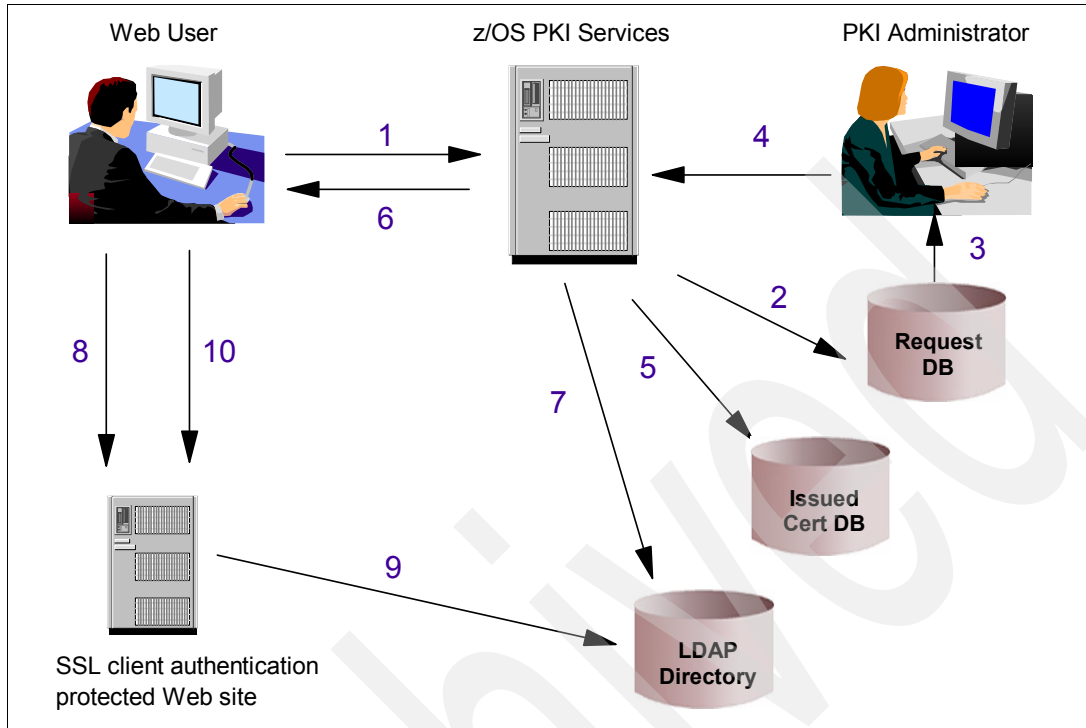 Web User
z/OS PKI Services
PKI Administrator
1
4
6
3
2
Request
DB
8
10
5
7
Issued
Cert DB
9
LDAP
Directory
SSL client authentication
protected Web site